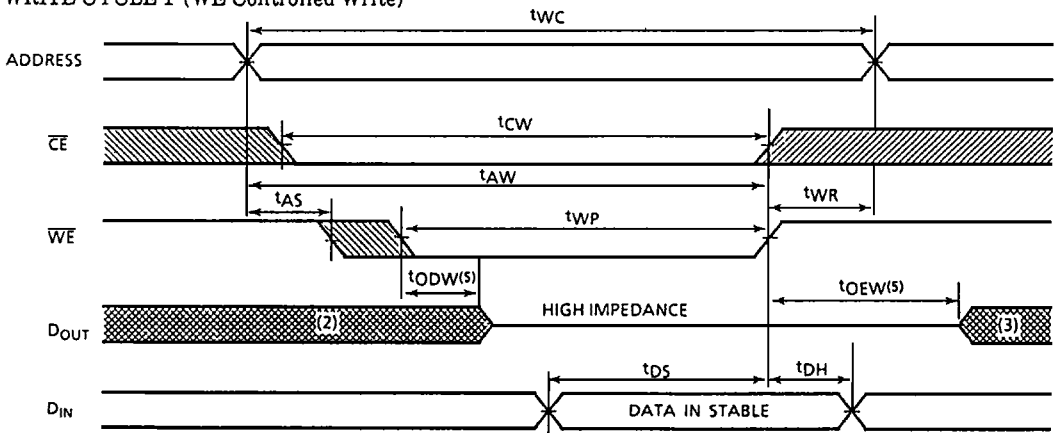 WRITE CYCLE 1 (WE Controlled Write)
tWC
ADDRESS
tCW
CE
tAW
tAS
tWR
tWP
WE
tODW(5)
tOEW(5)
HIGH IMPEDANCE
(2)
(3)
DOUT
tDS
tDH
DIN
DATA IN STABLE